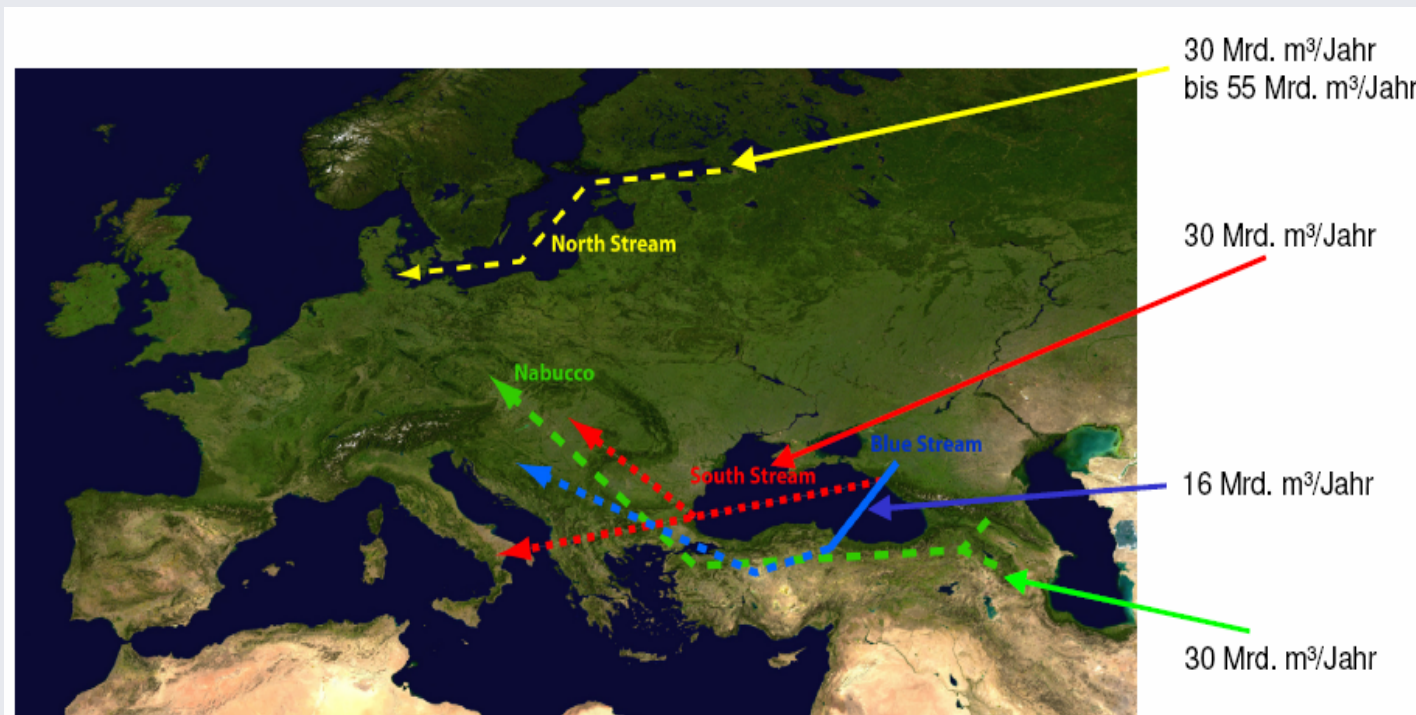 30 Mrd. m³/Jahr
bis 55 Mrd. m³/Jahr
30 Mrd. m³/Jahr
North Stream
Nabucco
Blue Stream
South Stream
16 Mrd. m³/Jahr
30 Mrd. m³/Jahr